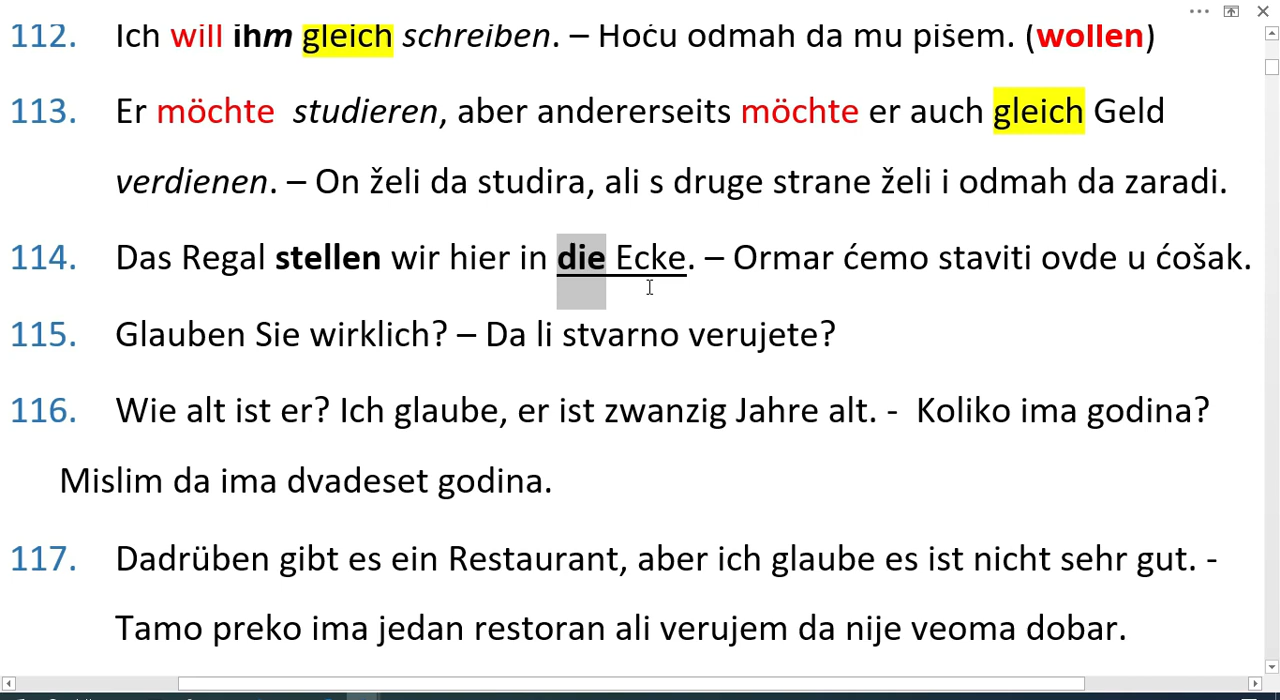 112. Ich will ihm gleich schreiben. – Hoću odmah da mu pišem. (wollen)
113. Er möchte studieren, aber andererseits möchte er auch gleich Geld
verdienen. – On želi da studira, ali s druge strane želi i odmah da zaradi.
114. Das Regal stellen wir hier in die Ecke. – Ormar ćemo staviti ovde u ćošak.
115. Glauben Sie wirklich? – Da li stvarno verujete?
116. Wie alt ist er? Ich glaube, er ist zwanzig Jahre alt. - Koliko ima godina?
Mislim da ima dvadeset godina.
117. Dadrüben gibt es ein Restaurant, aber ich glaube es ist nicht sehr gut. -
Tamo preko ima jedan restoran ali verujem da nije veoma dobar.